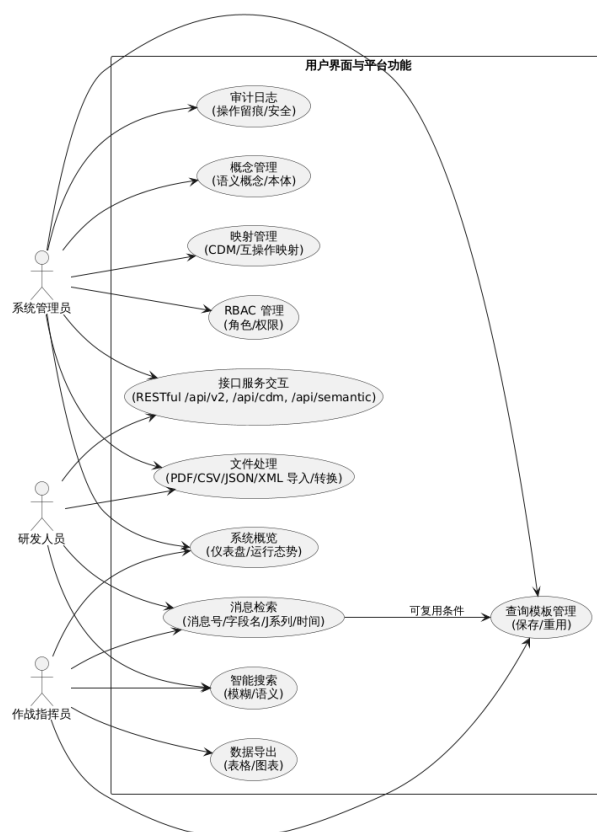 用户界面与平台功能
审计日志
(操作留痕/安全)
概念管理
(语义概念/本体)
映射管理
(CDM/互操作映射)
系统管理员
RBAC 管理
(角色/权限)
接口服务交互
(RESTful /api/v2, /api/cdm, /api/semantic)
文件处理
(PDF/CSV/JSON/XML 导入/转换)
研发人员
系统概览
(仪表盘/运行态势)
消息检索
(消息号/字段名/J系列/时间)
可复用条件
查询模板管理
(保存/重用)
智能搜索
(模糊/语义)
作战指挥员
数据导出
(表格/图表)